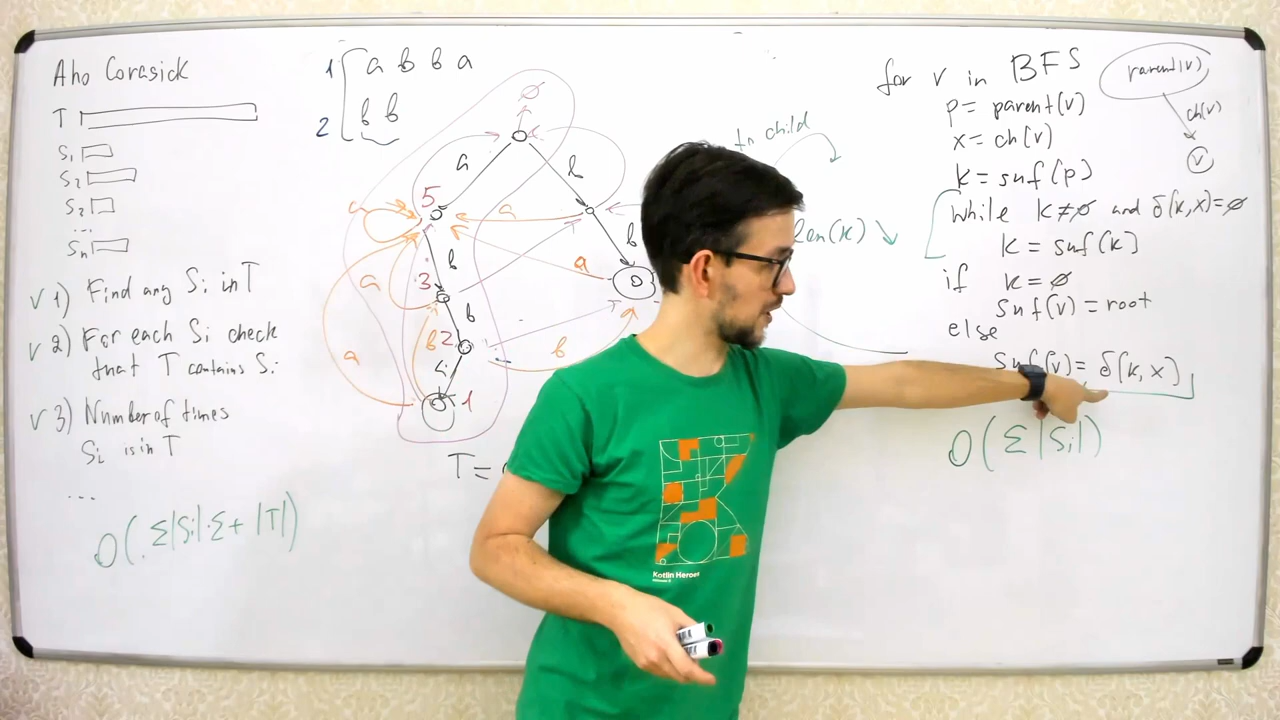 Aho Corasick
T
S1
S2
S2
...
Sn
v 1) Find any Si in T
v 2) For each Si check
that T contains Si
v 3) Number of times
Si is in T
...
O(Σ|Si|·Σ + |T|)
1 a b b a
2 b b
∅
a
b
5
a
a
b
b
3
a
a
b
2
b
a
1
b
T =
to child
len(k) ↘
for v in BFS
p = parent(v)
x = ch(v)
k = suf(p)
while k ≠ ∅ and δ(k,x) = ∅
k = suf(k)
if k = ∅
suf(v) = root
else
suf(v) = δ(k, x)
O(Σ|Si|)
parent(v)
ch(v)
v
Kotlin Heroes